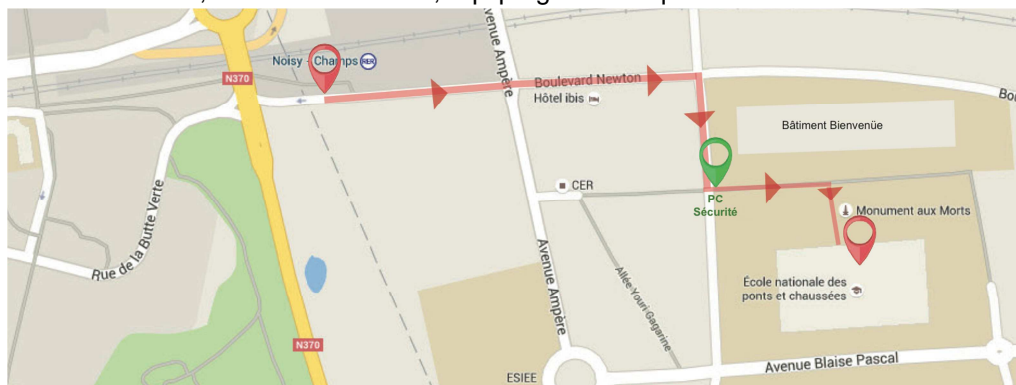 Avenue Ampère
Noisy - Champs RER
N370
Boulevard Newton
Hôtel ibis
Bâtiment Bienvenüe
CER
PC
Sécurité
Monument aux Morts
Rue de la Butte Verte
Avenue Ampère
Allée Youri Gagarine
École nationale des
ponts et chaussées
N370
Avenue Blaise Pascal
ESIEE